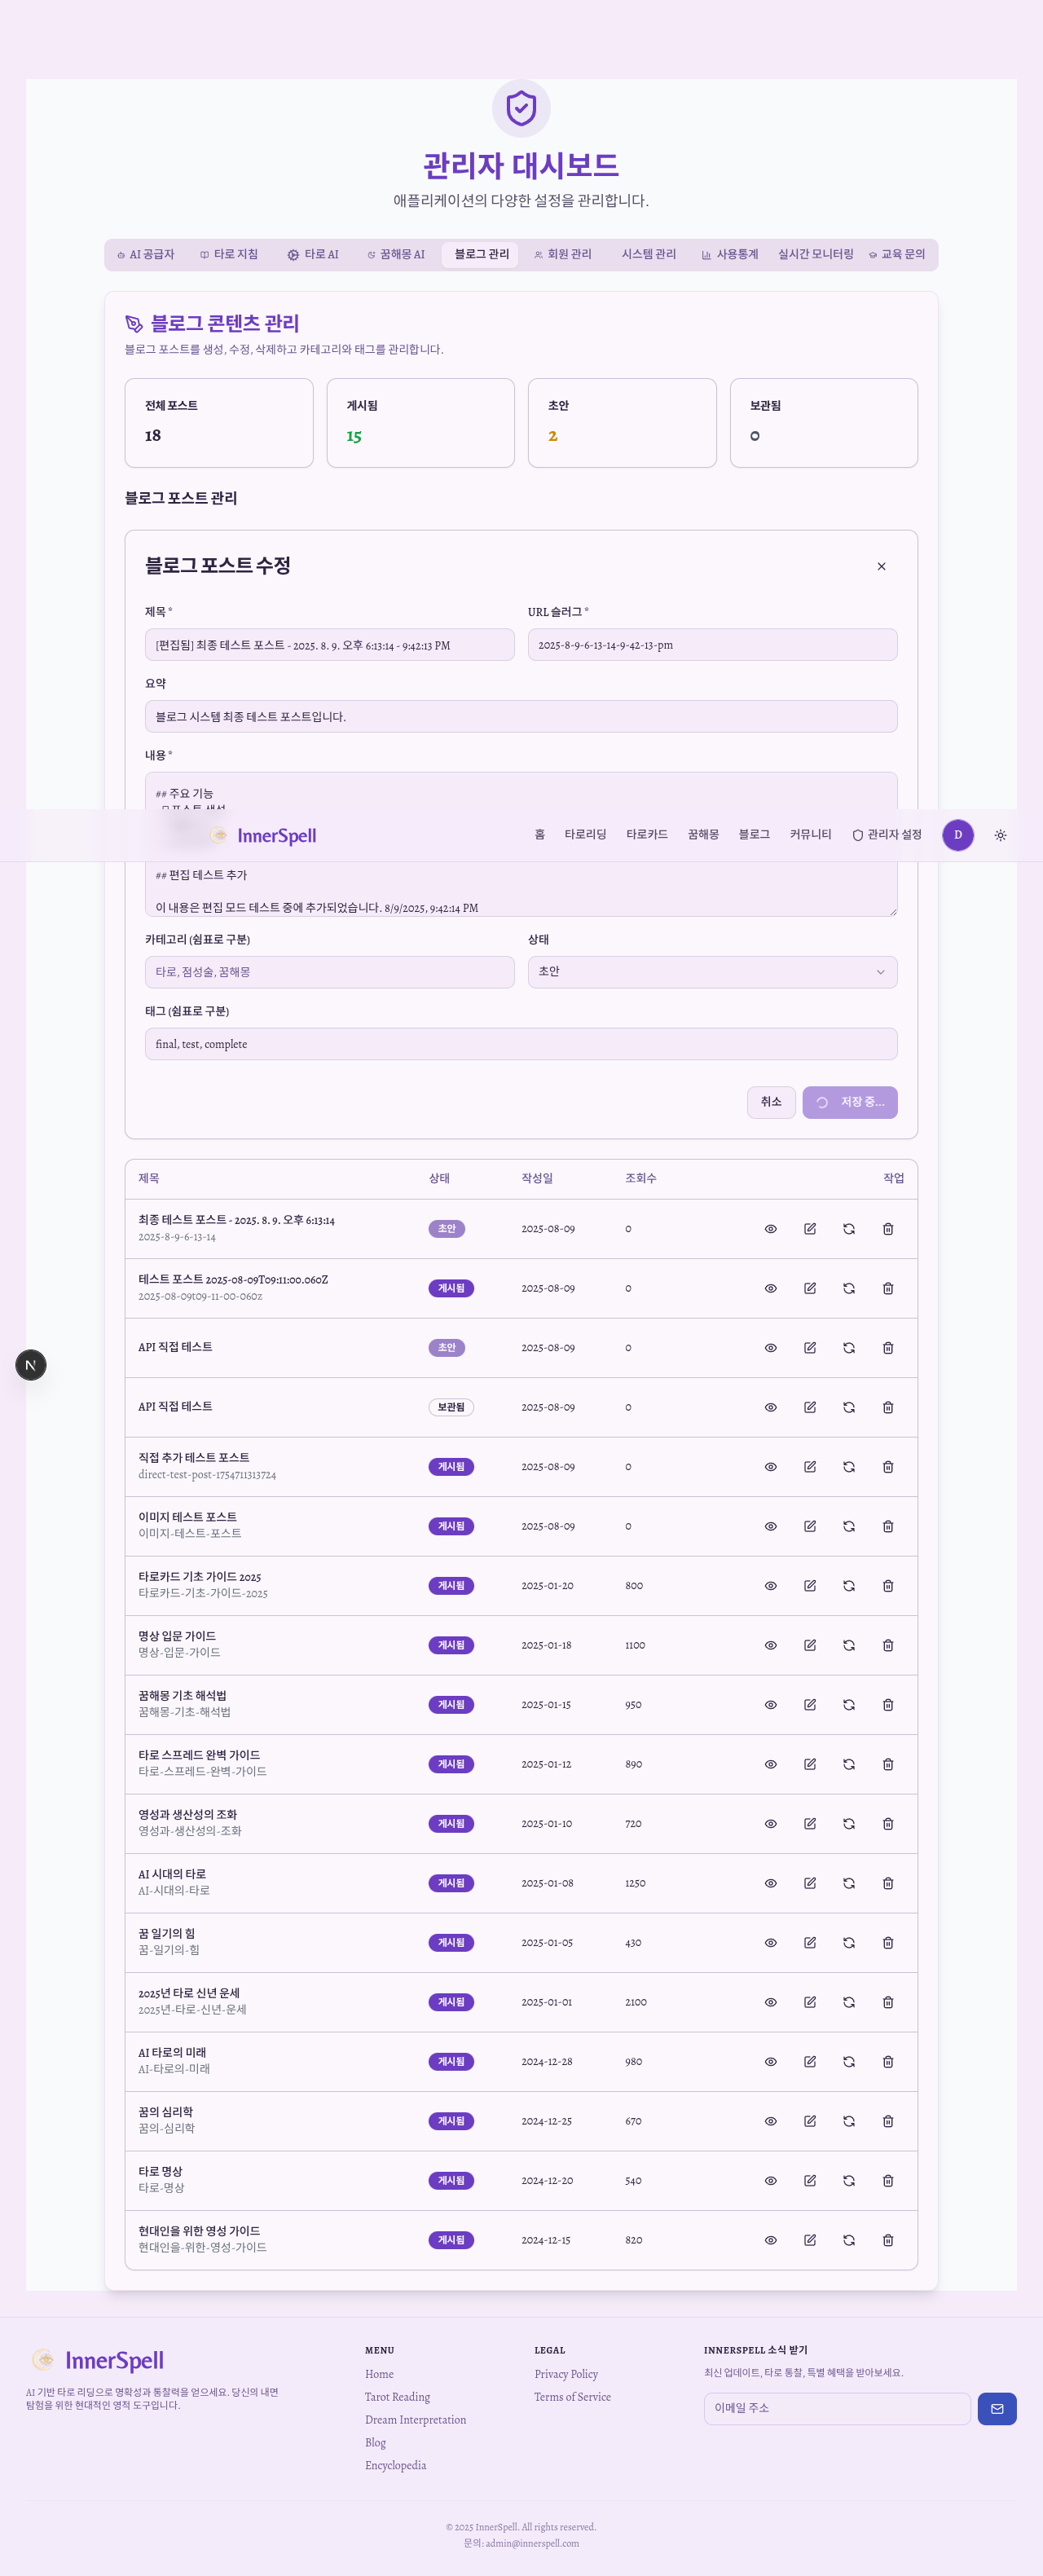 관리자 대시보드
애플리케이션의 다양한 설정을 관리합니다.
AI 공급자 타로 지침 타로 AI 꿈해몽 AI 블로그 관리 회원 관리 시스템 관리 사용통계 실시간 모니터링 교육 문의
블로그 콘텐츠 관리
블로그 포스트를 생성, 수정, 삭제하고 카테고리와 태그를 관리합니다.
전체 포스트 게시됨 초안 보관됨
18 15 2 0
블로그 포스트 관리
블로그 포스트 수정
제목 * URL 슬러그 *
[편집됨] 최종 테스트 포스트 - 2025. 8. 9. 오후 6:13:14 - 9:42:13 PM 2025-8-9-6-13-14-9-42-13-pm
요약
블로그 시스템 최종 테스트 포스트입니다.
내용 *
## 주요 기능
포스트 생성
InnerSpell 홈 타로리딩 타로카드 꿈해몽 블로그 커뮤니티 관리자 설정 D
## 편집 테스트 추가
이 내용은 편집 모드 테스트 중에 추가되었습니다. 8/9/2025, 9:42:14 PM
카테고리 (쉼표로 구분) 상태
타로, 점성술, 꿈해몽 초안
태그 (쉼표로 구분)
final, test, complete
취소 저장 중...
제목 상태 작성일 조회수 작업
최종 테스트 포스트 - 2025. 8. 9. 오후 6:13:14
2025-8-9-6-13-14
초안 2025-08-09 0
테스트 포스트 2025-08-09T09:11:00.060Z
2025-08-09t09-11-00-060z
게시됨 2025-08-09 0
API 직접 테스트 초안 2025-08-09 0
API 직접 테스트 보관됨 2025-08-09 0
N
직접 추가 테스트 포스트
direct-test-post-1754711313724
게시됨 2025-08-09 0
이미지 테스트 포스트
이미지-테스트-포스트
게시됨 2025-08-09 0
타로카드 기초 가이드 2025
타로카드-기초-가이드-2025
게시됨 2025-01-20 800
명상 입문 가이드
명상-입문-가이드
게시됨 2025-01-18 1100
꿈해몽 기초 해석법
꿈해몽-기초-해석법
게시됨 2025-01-15 950
타로 스프레드 완벽 가이드
타로-스프레드-완벽-가이드
게시됨 2025-01-12 890
영성과 생산성의 조화
영성과-생산성의-조화
게시됨 2025-01-10 720
AI 시대의 타로
AI-시대의-타로
게시됨 2025-01-08 1250
꿈 일기의 힘
꿈-일기의-힘
게시됨 2025-01-05 430
2025년 타로 신년 운세
2025년-타로-신년-운세
게시됨 2025-01-01 2100
AI 타로의 미래
AI-타로의-미래
게시됨 2024-12-28 980
꿈의 심리학
꿈의-심리학
게시됨 2024-12-25 670
타로 명상
타로-명상
게시됨 2024-12-20 540
현대인을 위한 영성 가이드
현대인을-위한-영성-가이드
게시됨 2024-12-15 820
InnerSpell
AI 기반 타로 리딩으로 명확성과 통찰력을 얻으세요. 당신의 내면
탐험을 위한 현대적인 영적 도구입니다.
MENU
Home
Tarot Reading
Dream Interpretation
Blog
Encyclopedia
LEGAL
Privacy Policy
Terms of Service
INNERSPELL 소식 받기
최신 업데이트, 타로 통찰, 특별 혜택을 받아보세요.
이메일 주소
© 2025 InnerSpell. All rights reserved.
문의: admin@innerspell.com